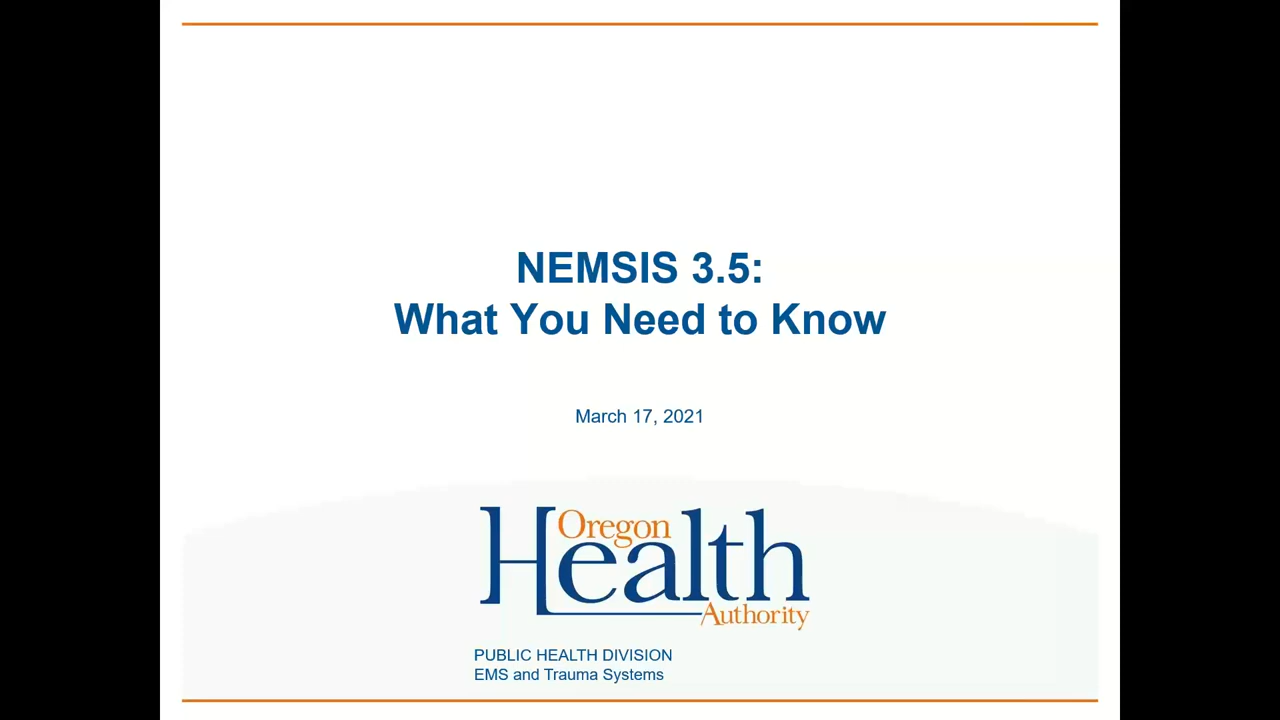 NEMSIS 3.5:
What You Need to Know
March 17, 2021
Oregon
Health
Authority
PUBLIC HEALTH DIVISION
EMS and Trauma Systems